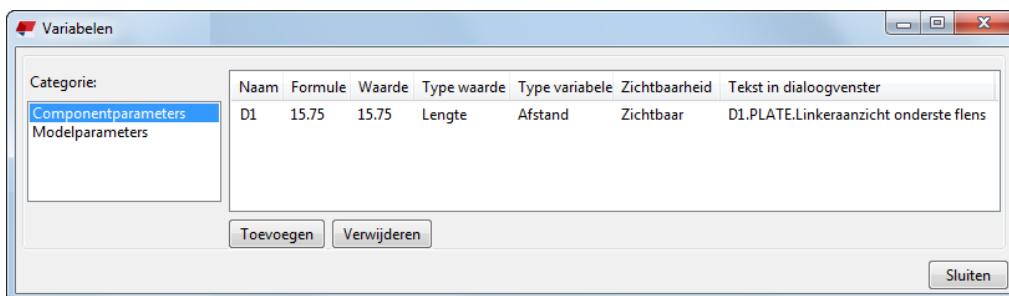 Variabelen
Categorie:
Componentparameters
Modelparameters
Naam Formule Waarde Type waarde Type variabele Zichtbaarheid Tekst in dialoogvenster
D1 15.75 15.75 Lengte Afstand Zichtbaar D1.PLATE.Linkeraanzicht onderste flens
Toevoegen Verwijderen
Sluiten